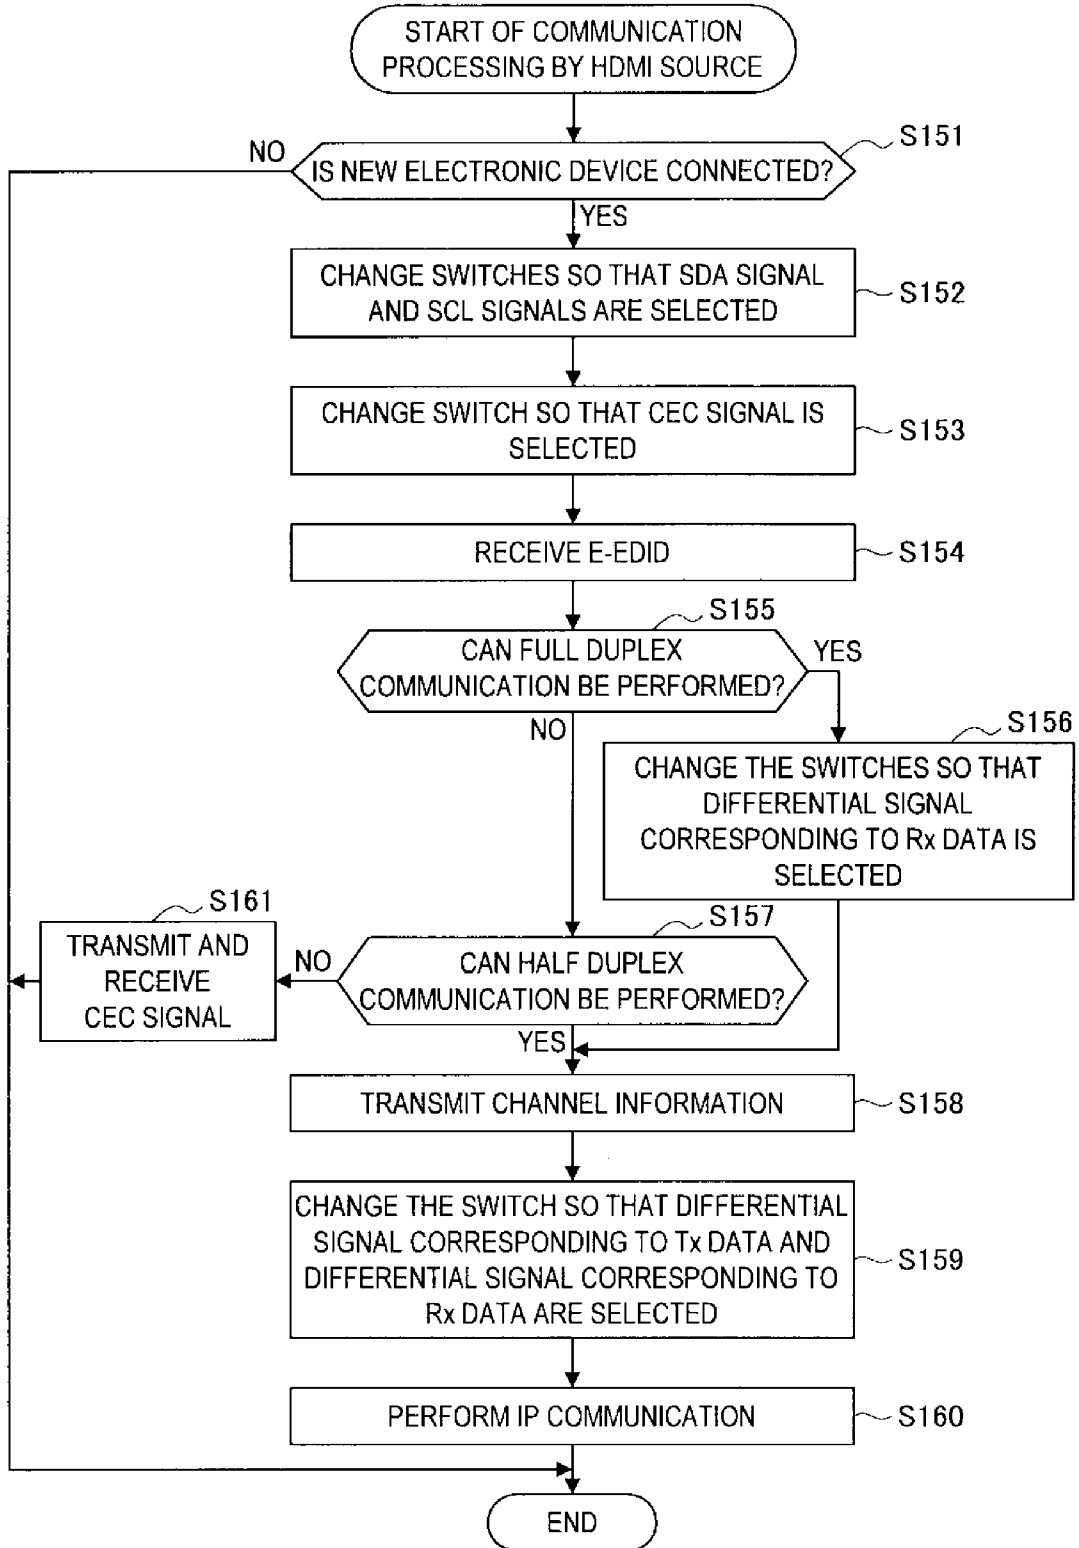 START OF COMMUNICATION
PROCESSING BY HDMI SOURCE
S151
NO
IS NEW ELECTRONIC DEVICE CONNECTED?
YES
CHANGE SWITCHES SO THAT SDA SIGNAL
AND SCL SIGNALS ARE SELECTED
S152
CHANGE SWITCH SO THAT CEC SIGNAL IS
SELECTED
S153
RECEIVE E-EDID
S154
S155
CAN FULL DUPLEX
COMMUNICATION BE PERFORMED?
YES
NO
S156
CHANGE THE SWITCHES SO THAT
DIFFERENTIAL SIGNAL
CORRESPONDING TO Rx DATA IS
SELECTED
S161
TRANSMIT AND
RECEIVE
CEC SIGNAL
S157
NO
CAN HALF DUPLEX
COMMUNICATION BE PERFORMED?
YES
TRANSMIT CHANNEL INFORMATION
S158
CHANGE THE SWITCH SO THAT DIFFERENTIAL
SIGNAL CORRESPONDING TO Tx DATA AND
DIFFERENTIAL SIGNAL CORRESPONDING TO
Rx DATA ARE SELECTED
S159
PERFORM IP COMMUNICATION
S160
END